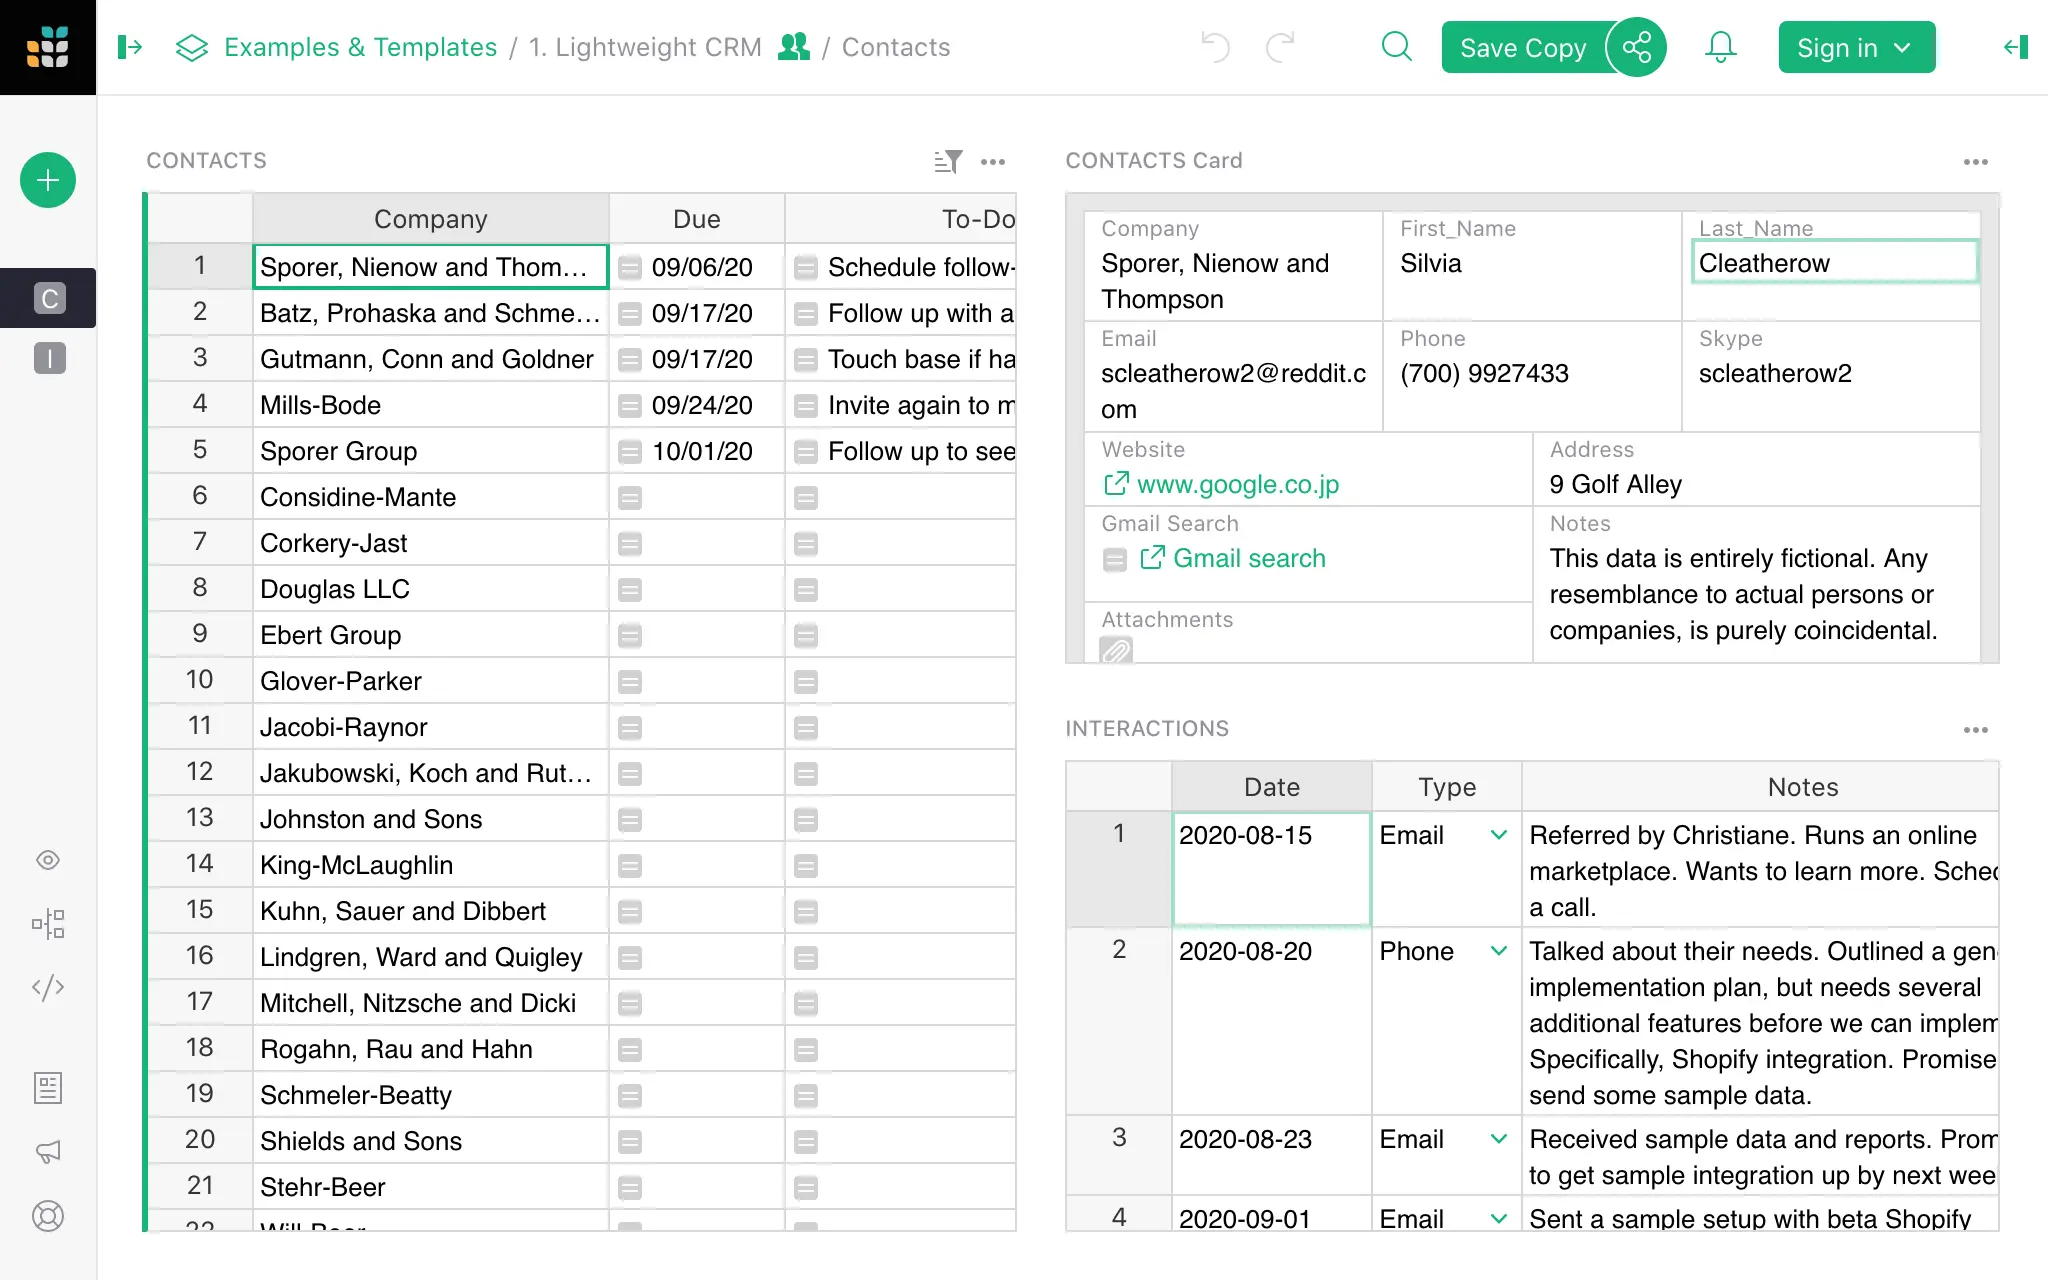 Examples & Templates / 1. Lightweight CRM / Contacts
Save Copy
Sign in
C
I
CONTACTS
Company Due To-Do
1 Sporer, Nienow and Thom… 09/06/20 Schedule follow-
2 Batz, Prohaska and Schme… 09/17/20 Follow up with a
3 Gutmann, Conn and Goldner 09/17/20 Touch base if ha
4 Mills-Bode 09/24/20 Invite again to m
5 Sporer Group 10/01/20 Follow up to see
6 Considine-Mante
7 Corkery-Jast
8 Douglas LLC
9 Ebert Group
10 Glover-Parker
11 Jacobi-Raynor
12 Jakubowski, Koch and Rut…
13 Johnston and Sons
14 King-McLaughlin
15 Kuhn, Sauer and Dibbert
16 Lindgren, Ward and Quigley
17 Mitchell, Nitzsche and Dicki
18 Rogahn, Rau and Hahn
19 Schmeler-Beatty
20 Shields and Sons
21 Stehr-Beer
CONTACTS Card
Company
Sporer, Nienow and
Thompson
First_Name
Silvia
Last_Name
Cleatherow
Email
scleatherow2@reddit.c
om
Phone
(700) 9927433
Skype
scleatherow2
Website
www.google.co.jp
Address
9 Golf Alley
Gmail Search
Gmail search
Notes
This data is entirely fictional. Any
resemblance to actual persons or
companies, is purely coincidental.
Attachments
INTERACTIONS
Date Type Notes
1 2020-08-15 Email Referred by Christiane. Runs an online
marketplace. Wants to learn more. Sched
a call.
2 2020-08-20 Phone Talked about their needs. Outlined a gen
implementation plan, but needs several
additional features before we can implem
Specifically, Shopify integration. Promise
send some sample data.
3 2020-08-23 Email Received sample data and reports. Prom
to get sample integration up by next wee
4 2020-09-01 Email Sent a sample setup with beta Shopify